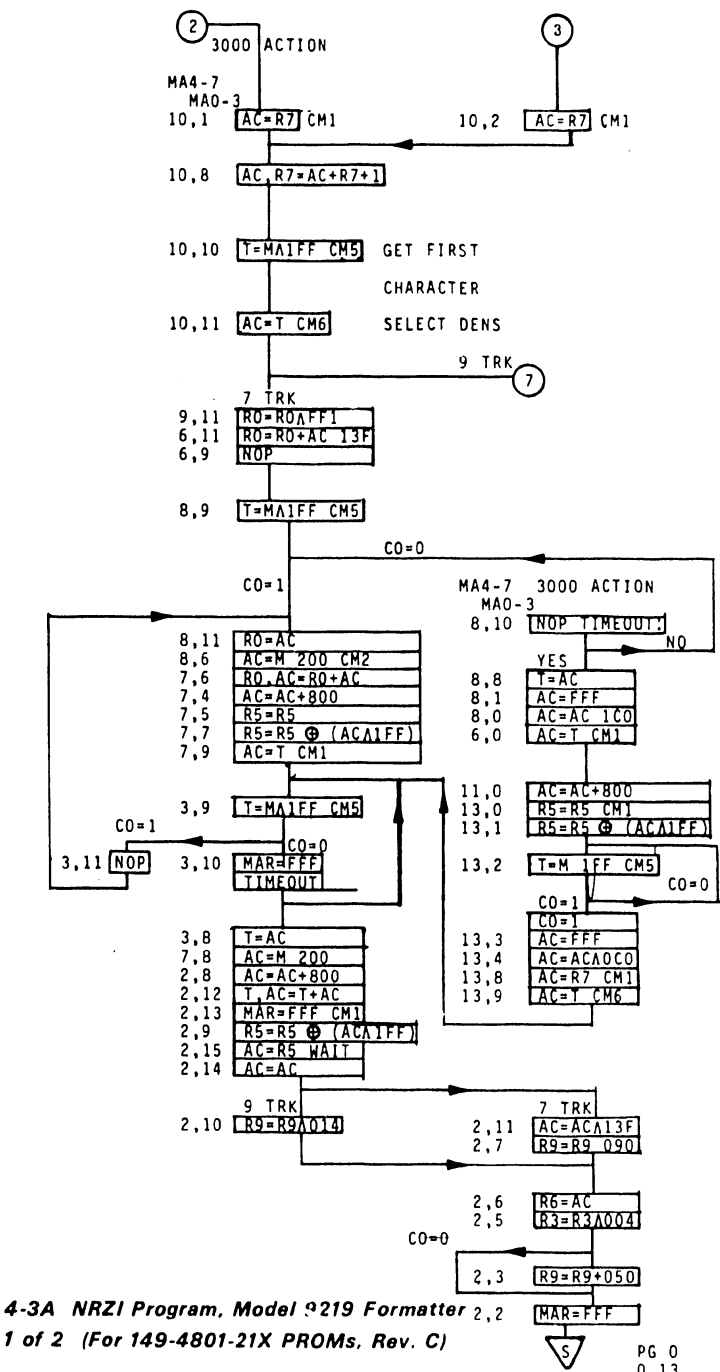 2
3000 ACTION
3
MA4-7
MA0-3
10,1 AC=R7 CM1
10,2 AC=R7 CM1
10,8 AC,R7=AC+R7+1
10,10 T=MΛ1FF CM5 GET FIRST
CHARACTER
10,11 AC=T CM6 SELECT DENS
9 TRK
7
7 TRK
9,11 R0=R0ΛFF1
6,11 R0=R0+AC 13F
6,9 NOP
8,9 T=MΛ1FF CM5
CO=0
CO=1
8,11 R0=AC
8,6 AC=M 200 CM2
7,6 R0,AC=R0+AC
7,4 AC=AC+800
7,5 R5=R5
7,7 R5=R5 ⊕ (ACΛ1FF)
7,9 AC=T CM1
3,9 T=MΛ1FF CM5
CO=1
3,11 NOP
CO=0
3,10 MAR=FFF
TIMEOUT
3,8 T=AC
7,8 AC=M 200
2,8 AC=AC+800
2,12 T,AC=T+AC
2,13 MAR=FFF CM1
2,9 R5=R5 ⊕ (ACΛ1FF)
2,15 AC=R5 WAIT
2,14 AC=AC
MA4-7 3000 ACTION
MA0-3
8,10 NOP TIMEOUT:
NO
YES
8,8 T=AC
8,1 AC=FFF
8,0 AC=AC 1C0
6,0 AC=T CM1
11,0 AC=AC+800
13,0 R5=R5 CM1
13,1 R5=R5 ⊕ (ACΛ1FF)
13,2 T=M 1FF CM5
CO=0
CO=1
CO=1
13,3 AC=FFF
13,4 AC=ACΛ0C0
13,8 AC=R7 CM1
13,9 AC=T CM6
9 TRK
2,10 R9=R9Λ014
7 TRK
2,11 AC=ACΛ13F
2,7 R9=R9 090
2,6 R6=AC
2,5 R3=R3Λ004
CO=0
2,3 R9=R9+050
2,2 MAR=FFF
S
PG 0
0,13
4-3A NRZI Program, Model 9219 Formatter
1 of 2 (For 149-4801-21X PROMs, Rev. C)